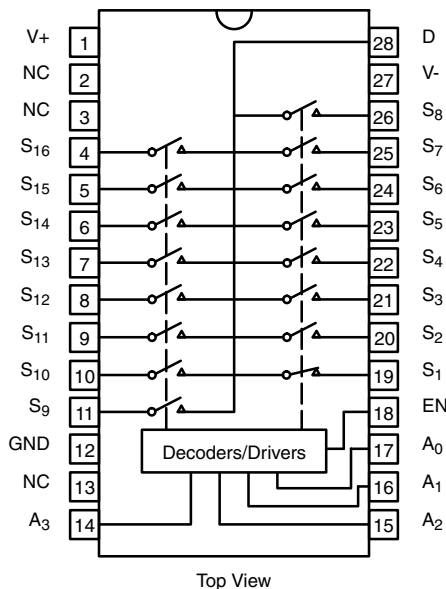 V+ 1 28 D
NC 2 27 V-
NC 3 26 S8
S16 4 25 S7
S15 5 24 S6
S14 6 23 S5
S13 7 22 S4
S12 8 21 S3
S11 9 20 S2
S10 10 19 S1
S9 11 18 EN
GND 12 Decoders/Drivers 17 A0
NC 13 16 A1
A3 14 15 A2
Top View